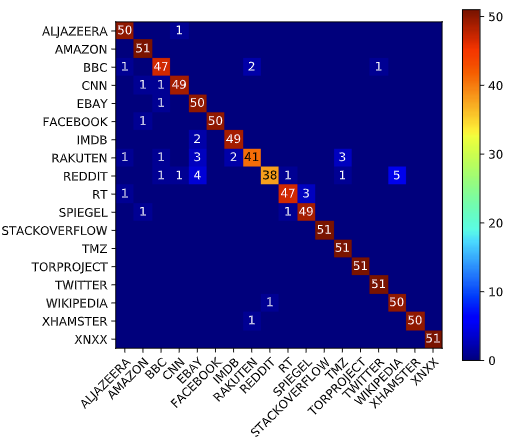 ALJAZEERA 50 1
AMAZON 51
BBC 1 47 2 1
CNN 1 1 49
EBAY 1 50
FACEBOOK 1 50
IMDB 2 49
RAKUTEN 1 1 3 2 41 3
REDDIT 1 1 4 38 1 1 5
RT 1 47 3
SPIEGEL 1 1 49
STACKOVERFLOW 51
TMZ 51
TORPROJECT 51
TWITTER 51
WIKIPEDIA 1 50
XHAMSTER 1 50
XNXX 51
ALJAZEERA
AMAZON
BBC
CNN
EBAY
FACEBOOK
IMDB
RAKUTEN
REDDIT
RT
SPIEGEL
STACKOVERFLOW
TMZ
TORPROJECT
TWITTER
WIKIPEDIA
XHAMSTER
XNXX
50
40
30
20
10
0